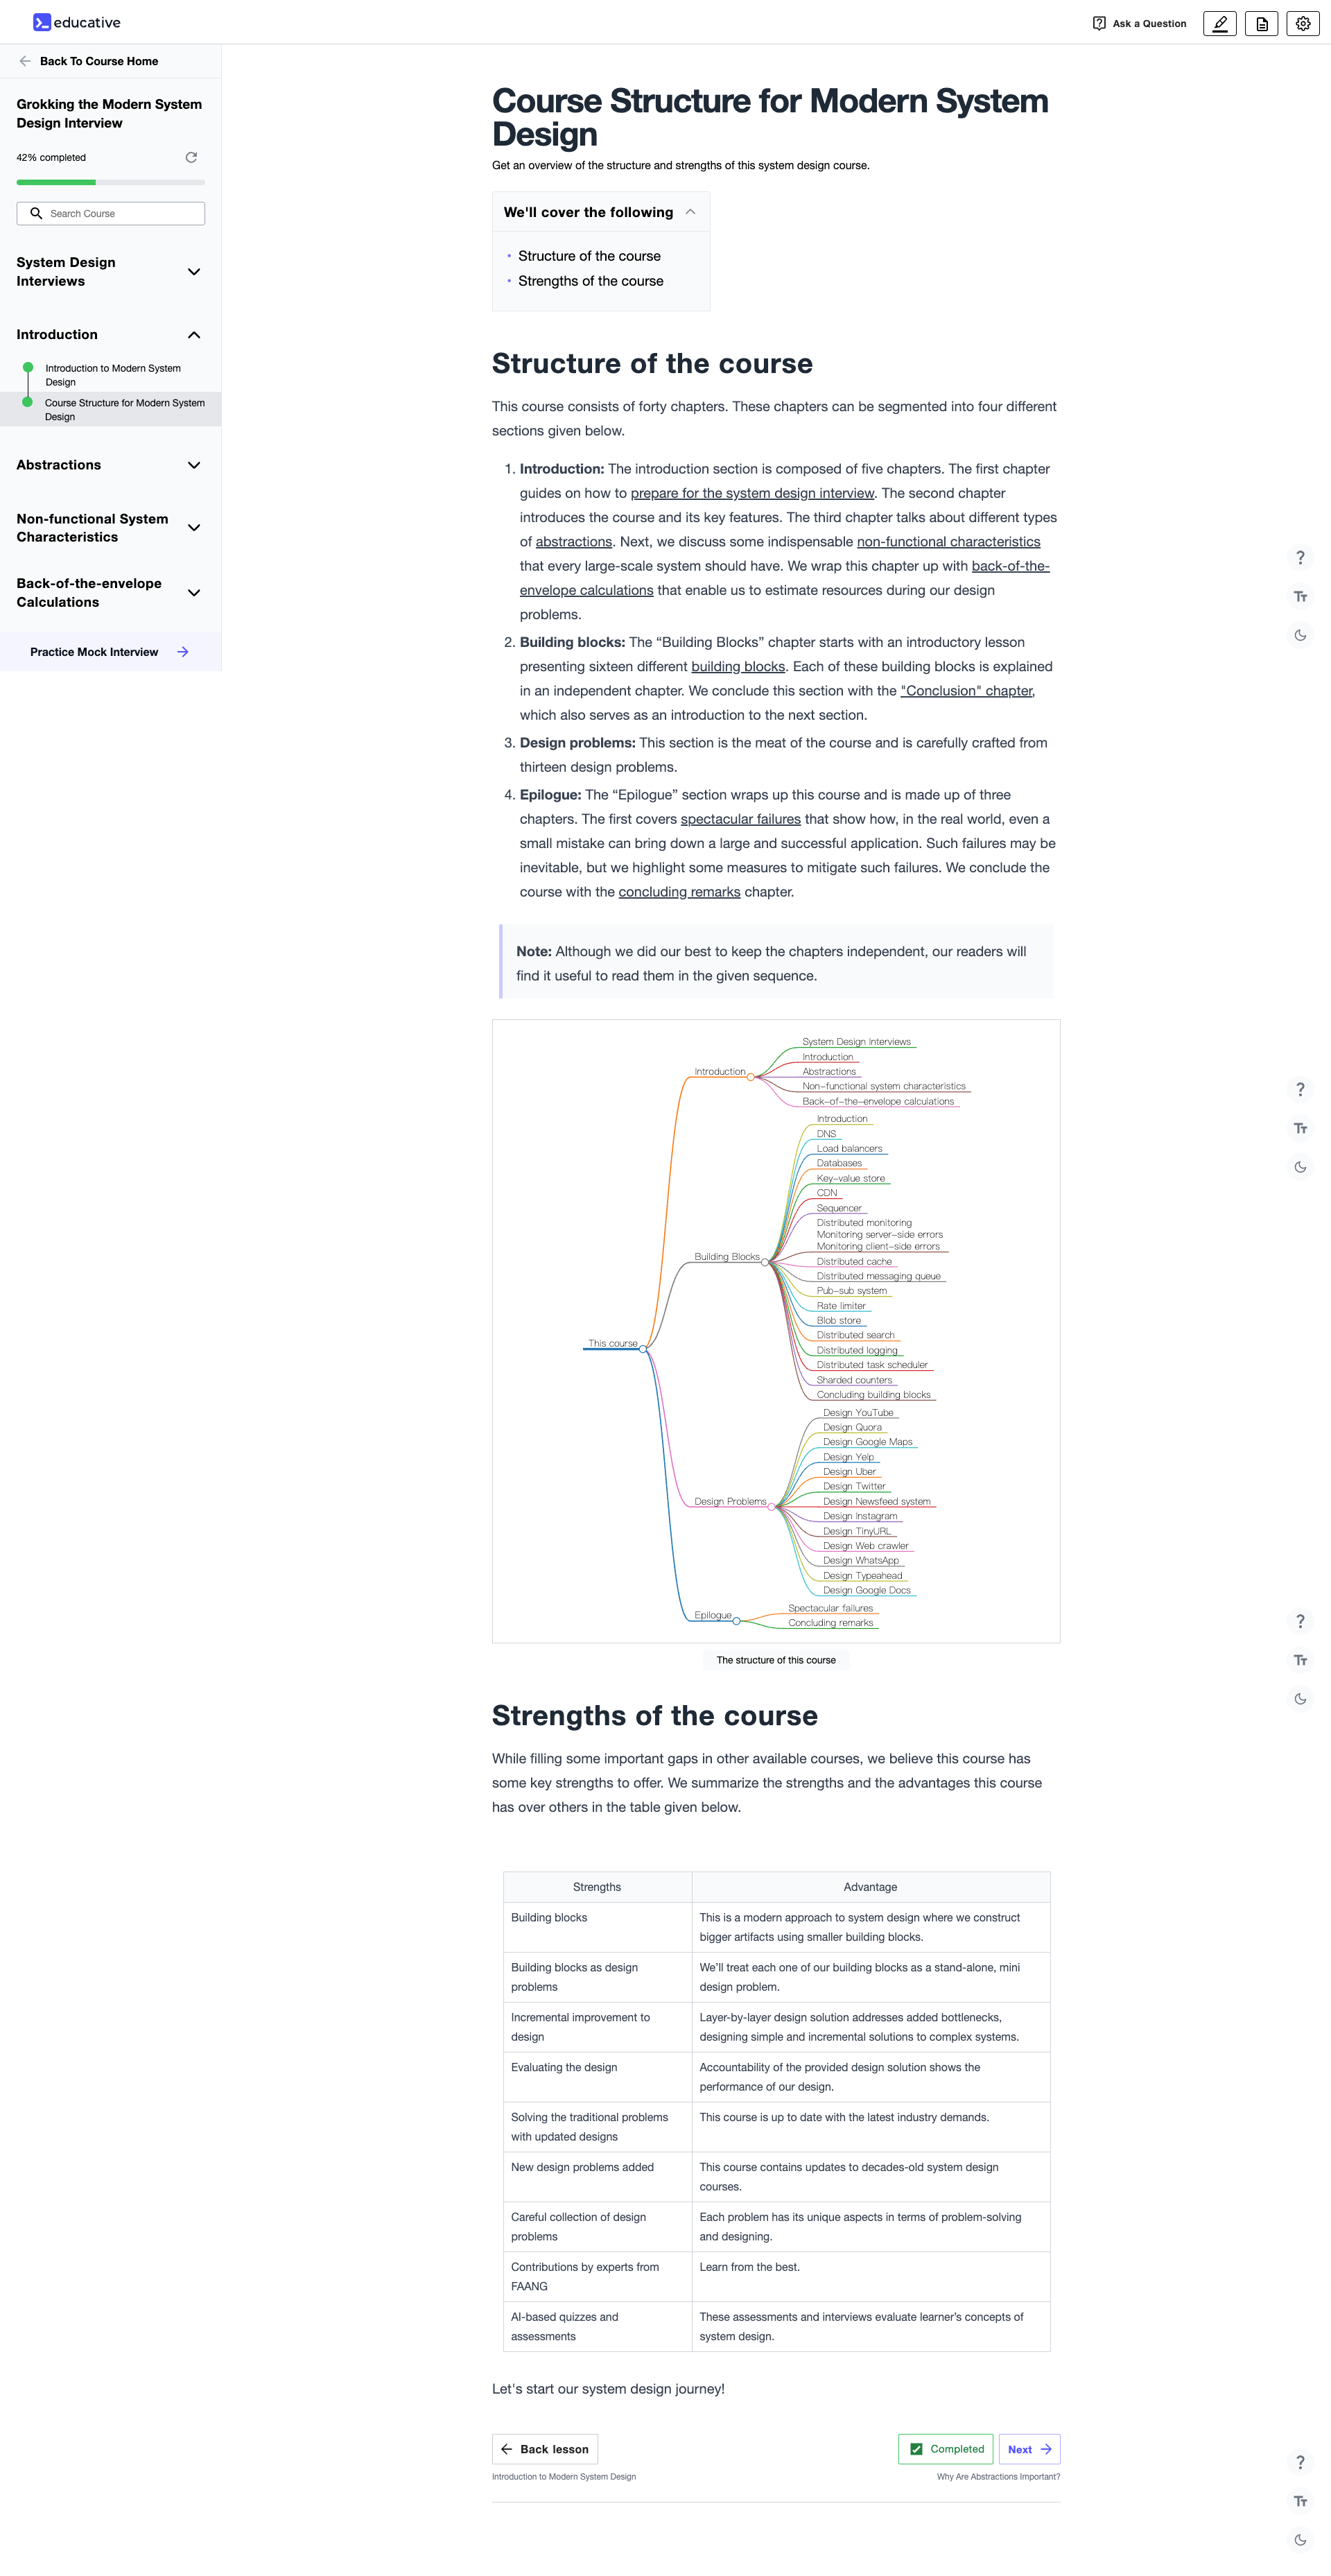 educative
Ask a Question
Back To Course Home
Grokking the Modern System
Design Interview
42% completed
Search Course
System Design
Interviews
Introduction
Introduction to Modern System
Design
Course Structure for Modern System
Design
Abstractions
Non-functional System
Characteristics
Back-of-the-envelope
Calculations
Practice Mock Interview
Course Structure for Modern System
Design
Get an overview of the structure and strengths of this system design course.
We'll cover the following
Structure of the course
Strengths of the course
Structure of the course
This course consists of forty chapters. These chapters can be segmented into four different
sections given below.
1. Introduction: The introduction section is composed of five chapters. The first chapter
guides on how to prepare for the system design interview. The second chapter
introduces the course and its key features. The third chapter talks about different types
of abstractions. Next, we discuss some indispensable non-functional characteristics
that every large-scale system should have. We wrap this chapter up with back-of-the-
envelope calculations that enable us to estimate resources during our design
problems.
2. Building blocks: The “Building Blocks” chapter starts with an introductory lesson
presenting sixteen different building blocks. Each of these building blocks is explained
in an independent chapter. We conclude this section with the "Conclusion" chapter,
which also serves as an introduction to the next section.
3. Design problems: This section is the meat of the course and is carefully crafted from
thirteen design problems.
4. Epilogue: The “Epilogue” section wraps up this course and is made up of three
chapters. The first covers spectacular failures that show how, in the real world, even a
small mistake can bring down a large and successful application. Such failures may be
inevitable, but we highlight some measures to mitigate such failures. We conclude the
course with the concluding remarks chapter.
Note: Although we did our best to keep the chapters independent, our readers will
find it useful to read them in the given sequence.
This course
Introduction
System Design Interviews
Introduction
Abstractions
Non-functional system characteristics
Back-of-the-envelope calculations
Building Blocks
Introduction
DNS
Load balancers
Databases
Key-value store
CDN
Sequencer
Distributed monitoring
Monitoring server-side errors
Monitoring client-side errors
Distributed cache
Distributed messaging queue
Pub-sub system
Rate limiter
Blob store
Distributed search
Distributed logging
Distributed task scheduler
Sharded counters
Concluding building blocks
Design Problems
Design YouTube
Design Quora
Design Google Maps
Design Yelp
Design Uber
Design Twitter
Design Newsfeed system
Design Instagram
Design TinyURL
Design Web crawler
Design WhatsApp
Design Typeahead
Design Google Docs
Epilogue
Spectacular failures
Concluding remarks
The structure of this course
Strengths of the course
While filling some important gaps in other available courses, we believe this course has
some key strengths to offer. We summarize the strengths and the advantages this course
has over others in the table given below.
Strengths Advantage
Building blocks
This is a modern approach to system design where we construct
bigger artifacts using smaller building blocks.
Building blocks as design
problems
We’ll treat each one of our building blocks as a stand-alone, mini
design problem.
Incremental improvement to
design
Layer-by-layer design solution addresses added bottlenecks,
designing simple and incremental solutions to complex systems.
Evaluating the design
Accountability of the provided design solution shows the
performance of our design.
Solving the traditional problems
with updated designs
This course is up to date with the latest industry demands.
New design problems added
This course contains updates to decades-old system design
courses.
Careful collection of design
problems
Each problem has its unique aspects in terms of problem-solving
and designing.
Contributions by experts from
FAANG
Learn from the best.
AI-based quizzes and
assessments
These assessments and interviews evaluate learner’s concepts of
system design.
Let's start our system design journey!
Back lesson
Completed
Next
Introduction to Modern System Design
Why Are Abstractions Important?
?
Tт
?
Tт
?
Tт
?
Tт